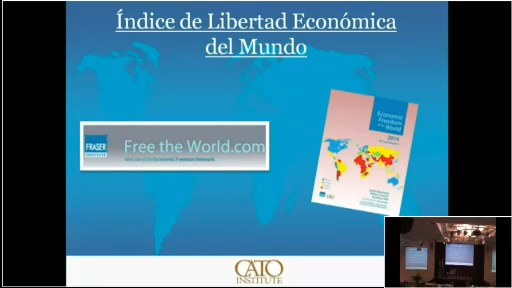 Índice de Libertad Económica
del Mundo
FRASER
INSTITUTE
Free the World.com
Economic
Freedom
of the World
2014
CATO
INSTITUTE